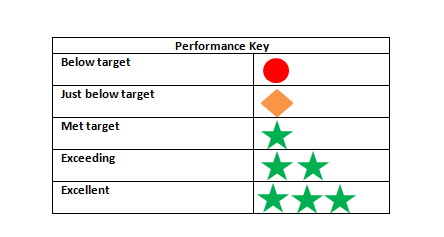 Performance Key
Below target
Just below target
Met target
Exceeding
Excellent